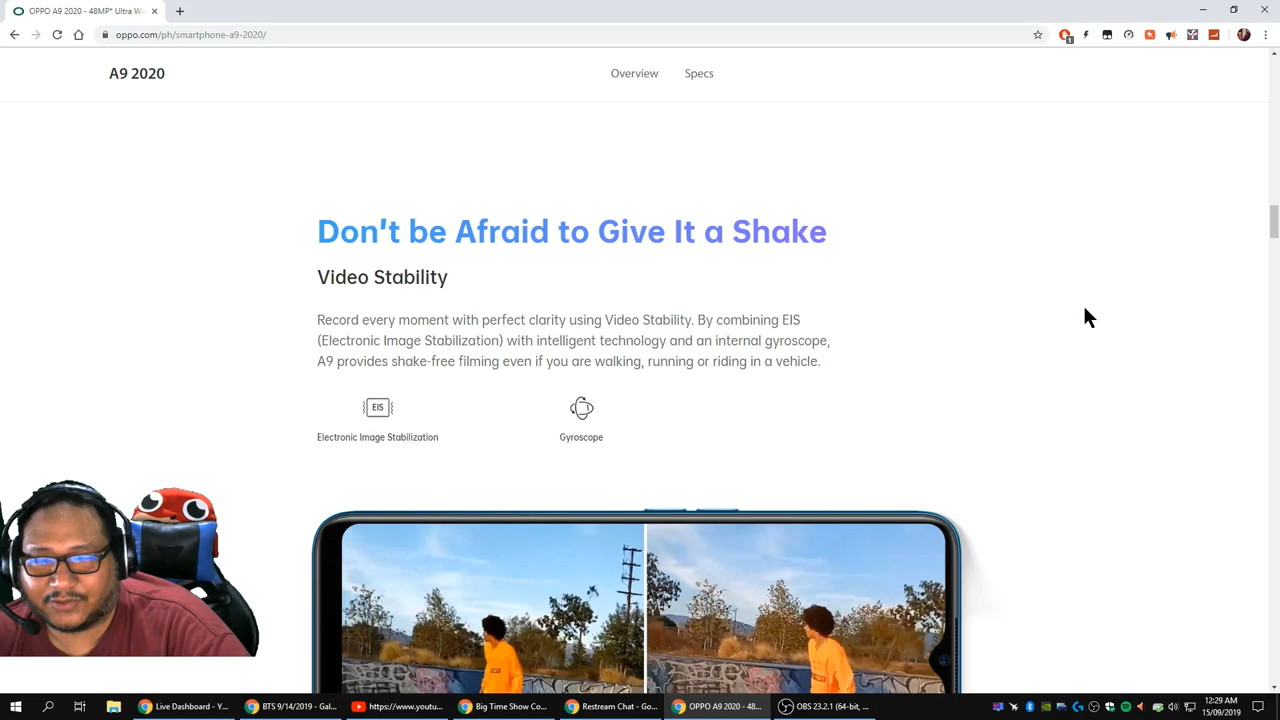 OPPO A9 2020 - 48MP* Ultra Wi
oppo.com/ph/smartphone-a9-2020/
1
A9 2020
Overview
Specs
Don't be Afraid to Give It a Shake
Video Stability
Record every moment with perfect clarity using Video Stability. By combining EIS
(Electronic Image Stabilization) with intelligent technology and an internal gyroscope,
A9 provides shake-free filming even if you are walking, running or riding in a vehicle.
EIS
Electronic Image Stabilization
Gyroscope
Live Dashboard - Y...
BTS 9/14/2019 - Gal...
https://www.youtu...
Big Time Show Co...
Restream Chat - Go...
OPPO A9 2020 - 48...
OBS 23.2.1 (64-bit, ...
12:29 AM
15/09/2019